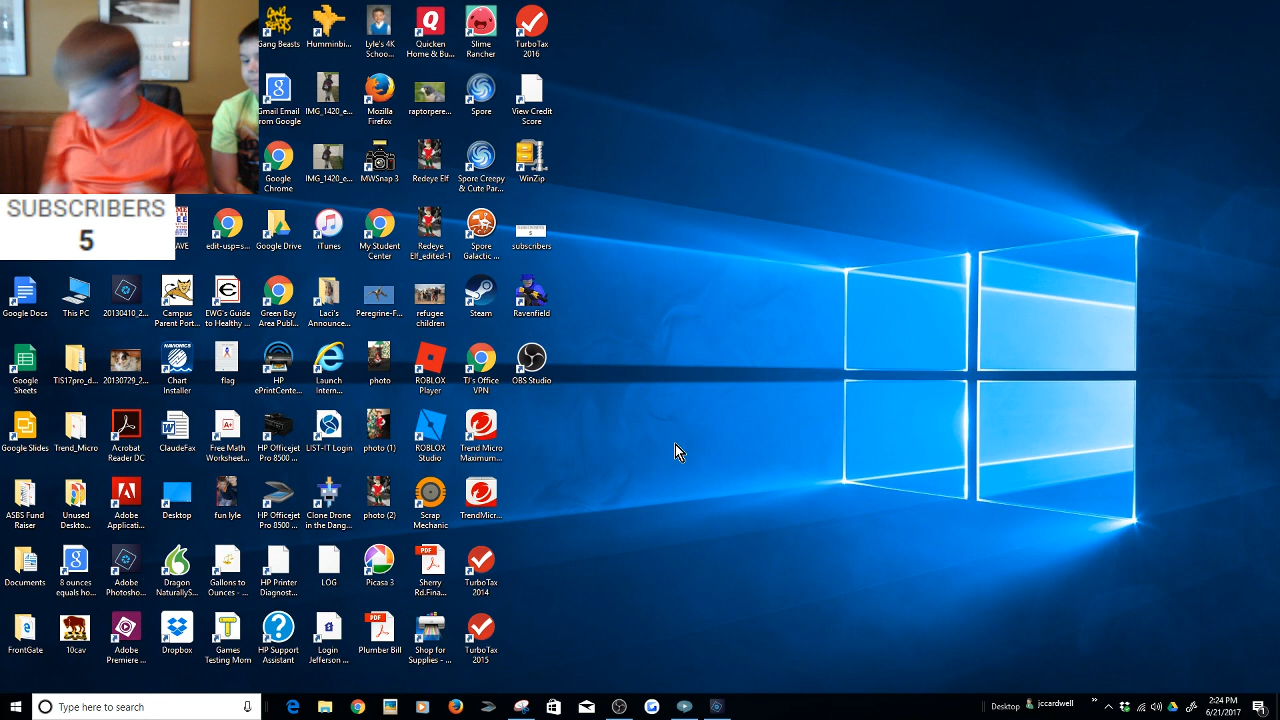 Gang Beasts
Humminbi...
Lyle's 4K
Schoo...
Quicken
Home & Bu...
Slime
Rancher
TurboTax
2016
Gmail Email
from Google
IMG_1420_e...
Mozilla
Firefox
raptorpere...
Spore
View Credit
Score
Google
Chrome
IMG_1420_e...
MWSnap 3
Redeye Elf
Spore Creepy
& Cute Par...
WinZip
SUBSCRIBERS
5
AVE
edit-usp=s...
Google Drive
iTunes
My Student
Center
Redeye
Elf_edited-1
Spore
Galactic ...
subscribers
Google Docs
This PC
20130410_2...
Campus
Parent Port...
EWG's Guide
to Healthy ...
Green Bay
Area Publ...
Laci's
Announce...
Peregrine-F...
refugee
children
Steam
Ravenfield
Google
Sheets
TIS17pro_d...
20130729_2...
Chart
Installer
flag
HP
ePrintCente...
Launch
Intern...
photo
ROBLOX
Player
TJ's Office
VPN
OBS Studio
Google Slides
Trend_Micro
Acrobat
Reader DC
ClaudeFax
Free Math
Worksheet...
HP Officejet
Pro 8500 ...
LIST-IT Login
photo (1)
ROBLOX
Studio
Trend Micro
Maximum...
ASBS Fund
Raiser
Unused
Deskto...
Adobe
Applicati...
Desktop
fun lyle
HP Officejet
Pro 8500 ...
Clone Drone
in the Dang...
photo (2)
Scrap
Mechanic
TrendMicr...
Documents
8 ounces
equals ho...
Adobe
Photosho...
Dragon
NaturallyS...
Gallons to
Ounces - ...
HP Printer
Diagnost...
LOG
Picasa 3
Sherry
Rd.Fina...
TurboTax
2014
FrontGate
10cav
Adobe
Premiere ...
Dropbox
Games
Testing Mom
HP Support
Assistant
Login
Jefferson ...
Plumber Bill
Shop for
Supplies - ...
TurboTax
2015
Type here to search
Desktop
jccardwell
2:24 PM
6/21/2017